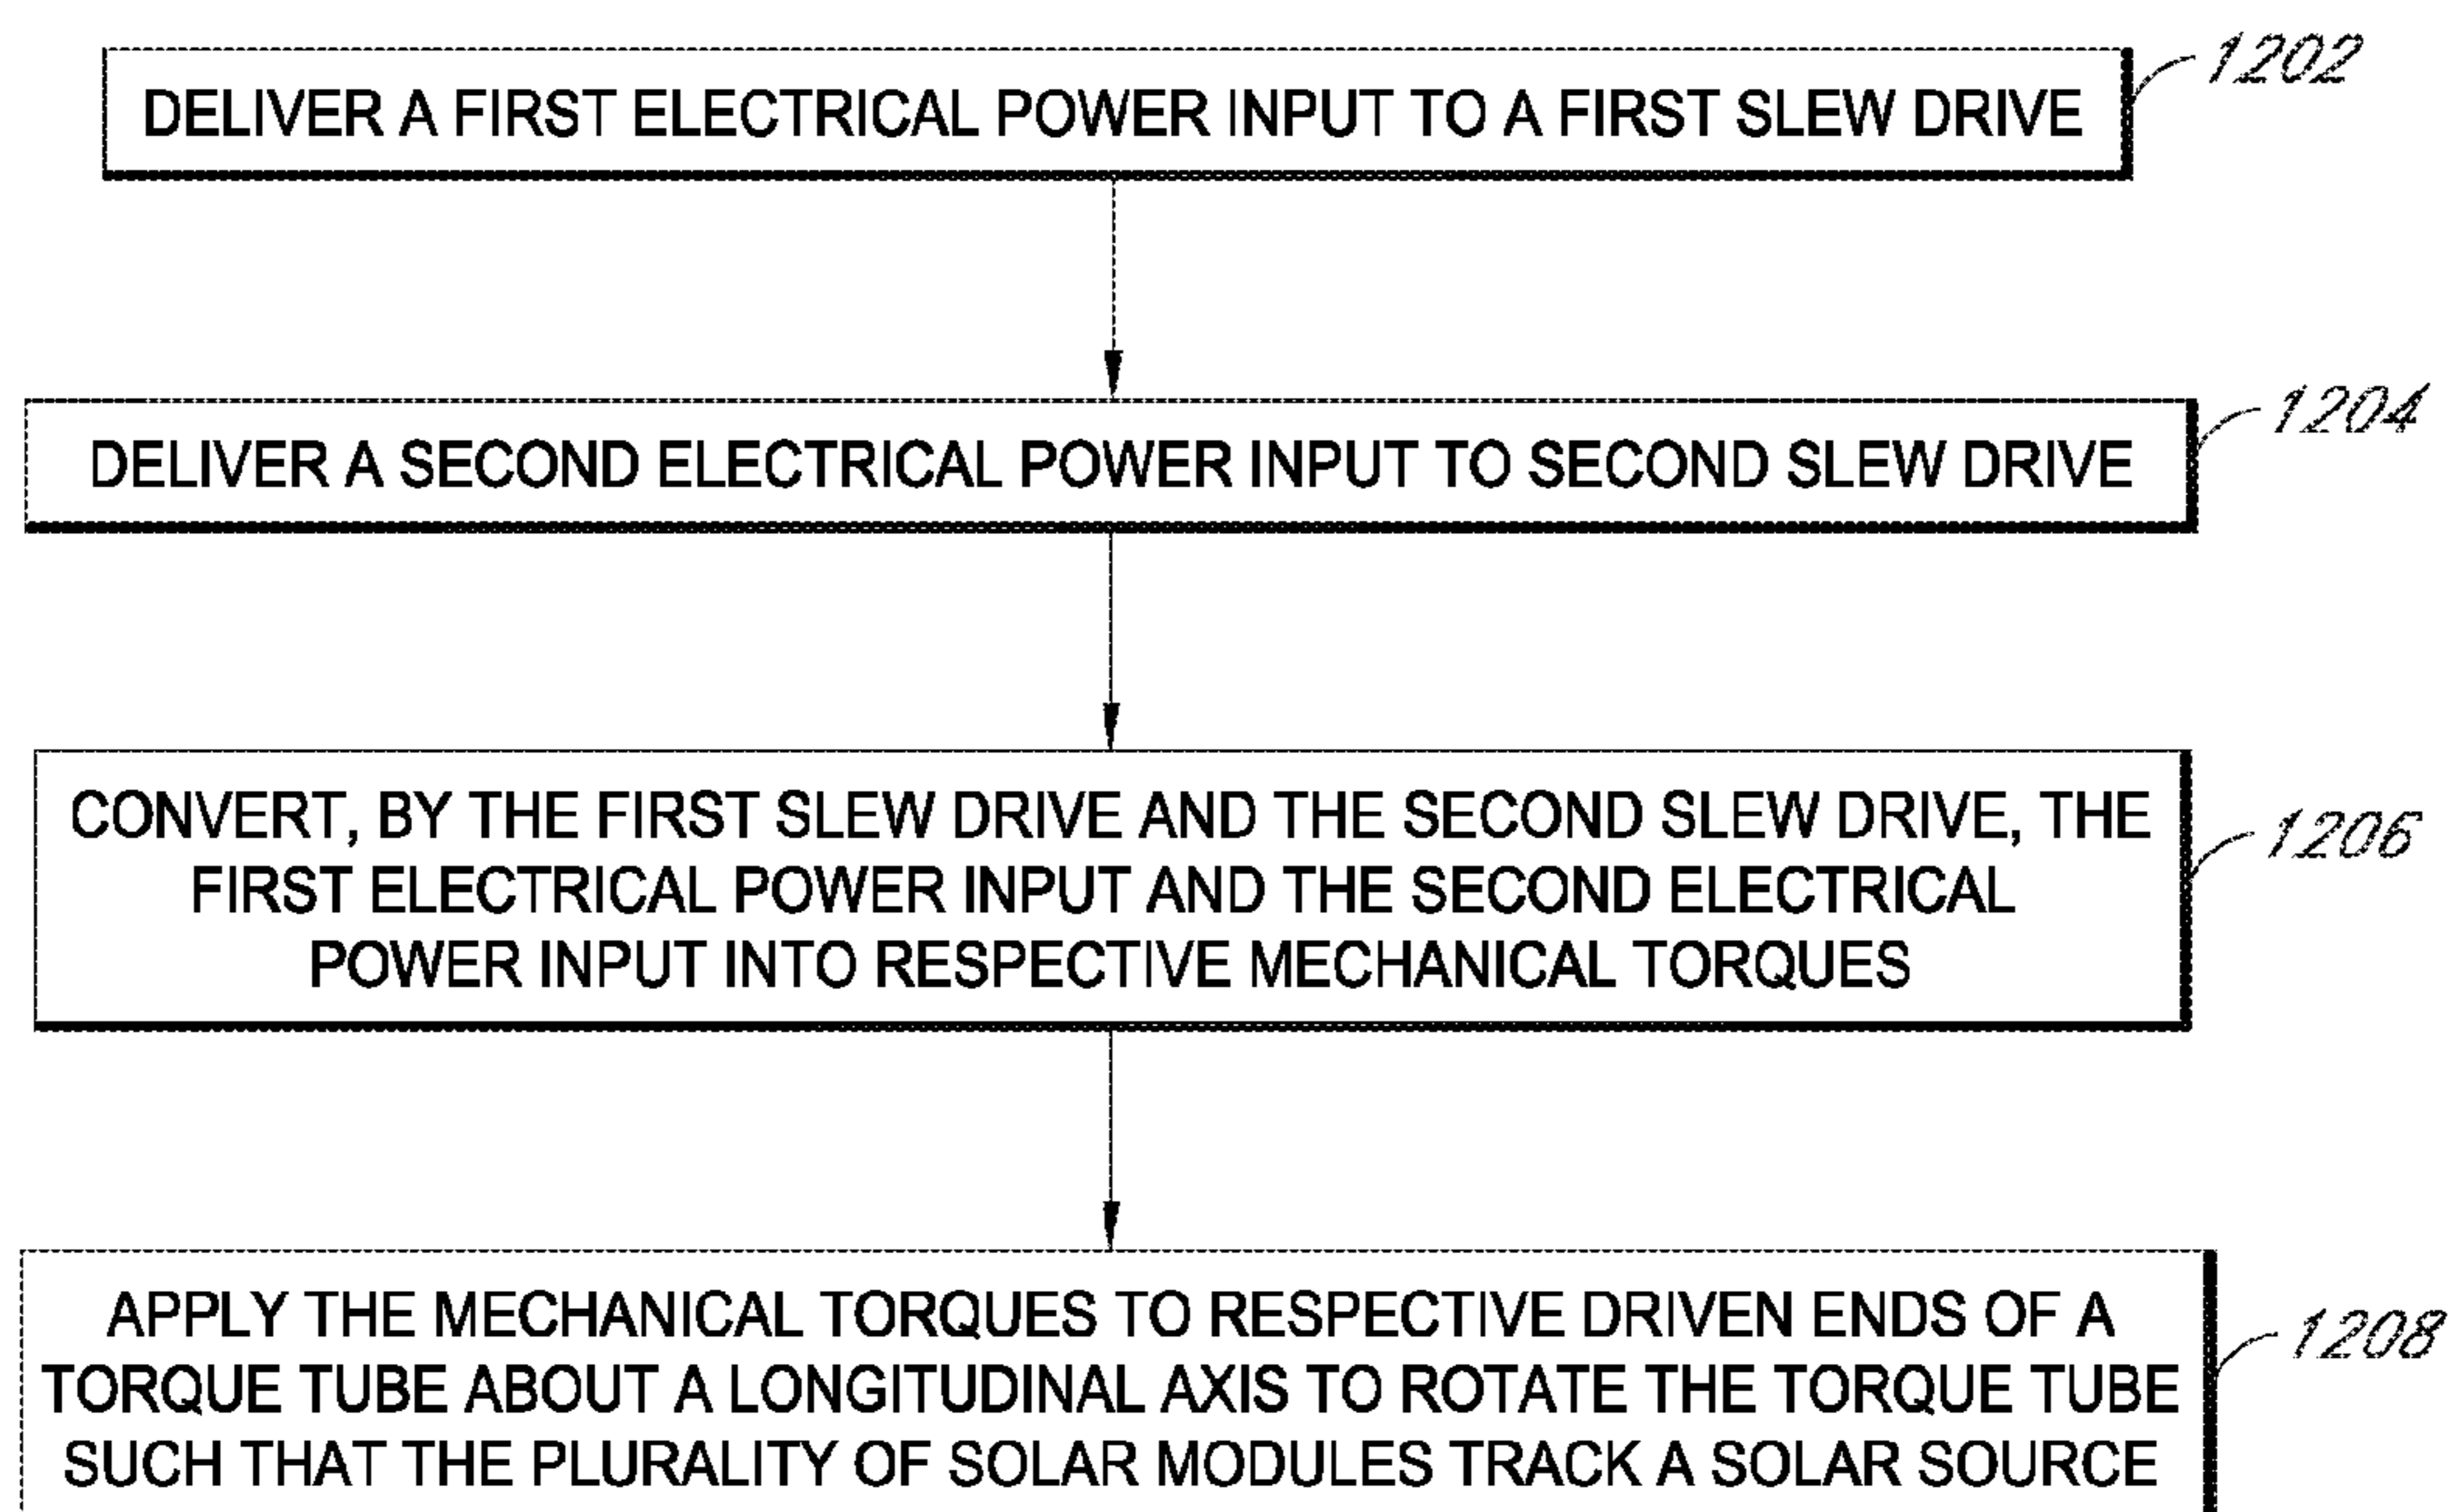 1202
DELIVER A FIRST ELECTRICAL POWER INPUT TO A FIRST SLEW DRIVE
1204
DELIVER A SECOND ELECTRICAL POWER INPUT TO SECOND SLEW DRIVE
CONVERT, BY THE FIRST SLEW DRIVE AND THE SECOND SLEW DRIVE, THE
1206
FIRST ELECTRICAL POWER INPUT AND THE SECOND ELECTRICAL
POWER INPUT INTO RESPECTIVE MECHANICAL TORQUES
APPLY THE MECHANICAL TORQUES TO RESPECTIVE DRIVEN ENDS OF A
1208
TORQUE TUBE ABOUT A LONGITUDINAL AXIS TO ROTATE THE TORQUE TUBE
SUCH THAT THE PLURALITY OF SOLAR MODULES TRACK A SOLAR SOURCE